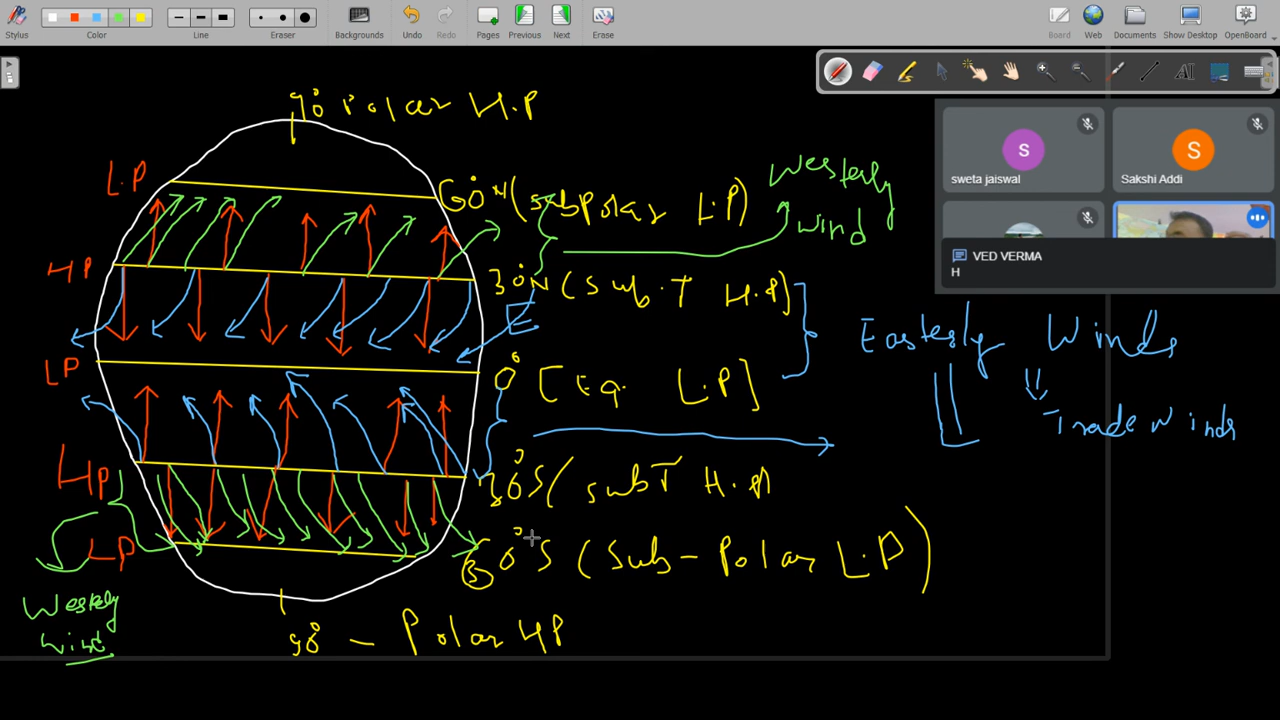 Stylus
Color
Line
Eraser
Backgrounds
Undo
Redo
Pages
Previous
Next
Erase
Board
Web
Documents
Show Desktop
OpenBoard
AI
S
sweta jaiswal
S
Sakshi Addi
VED VERMA
H
90° Polar H.P
L.P
60°N (subpolar L.P)
Westerly
wind
HP
30°N (Sub.T H.P)
E
Easterly Winds
LP
0° [Eq. L.P]
Trade Winds
HP
30°S (subT H.P)
LP
60°S (Sub-Polar L.P)
Westerly
wind
90° - Polar HP